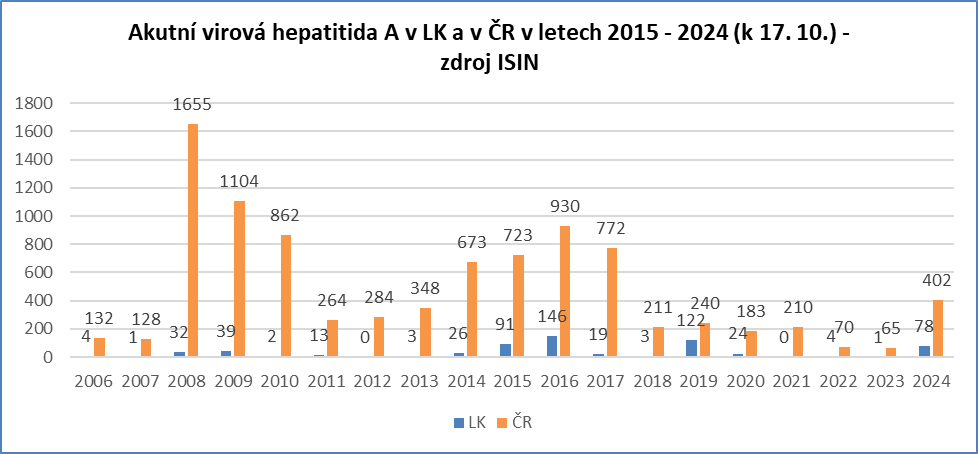 Akutní virová hepatitida A v LK a v ČR v letech 2015 - 2024 (k 17. 10.) -
zdroj ISIN
1800
1600
1400
1200
1000
800
600
400
200
0
4 1 32 39 2 13 0 3 26 91 146 19 3 122 24 0 4 1 78
132 128 1655 1104 862 264 284 348 673 723 930 772 211 240 183 210 70 65 402
2006 2007 2008 2009 2010 2011 2012 2013 2014 2015 2016 2017 2018 2019 2020 2021 2022 2023 2024
LK ČR